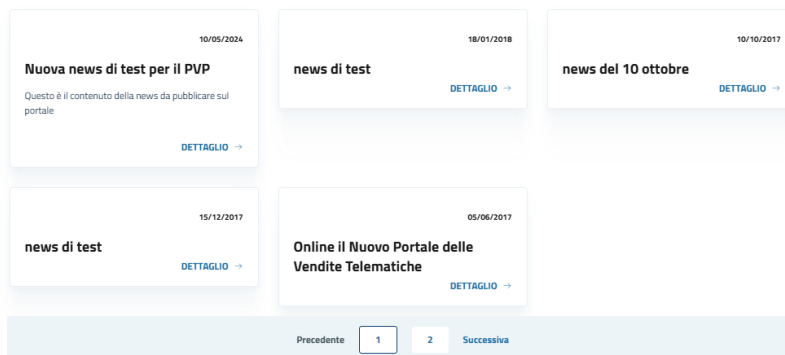 10/05/2024
Nuova news di test per il PVP
Questo è il contenuto della news da pubblicare sul
portale
DETTAGLIO →
18/01/2018
news di test
DETTAGLIO →
10/10/2017
news del 10 ottobre
DETTAGLIO →
15/12/2017
news di test
DETTAGLIO →
05/06/2017
Online il Nuovo Portale delle
Vendite Telematiche
DETTAGLIO →
Precedente 1 2 Successiva